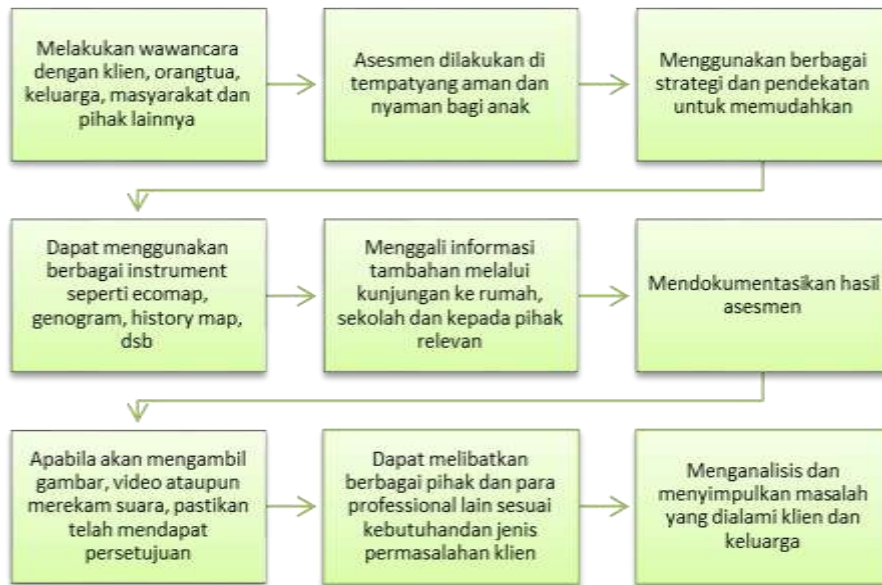 Melakukan wawancara
dengan klien, orangtua,
keluarga, masyarakat dan
pihak lainnya
Asesmen dilakukan di
tempatyang aman dan
nyaman bagi anak
Menggunakan berbagai
strategi dan pendekatan
untuk memudahkan
Dapat menggunakan
berbagai instrument
seperti ecomap,
genogram, history map,
dsb
Menggali informasi
tambahan melalui
kunjungan ke rumah,
sekolah dan kepada pihak
relevan
Mendokumentasikan hasil
asesmen
Apabila akan mengambil
gambar, video ataupun
merekam suara, pastikan
telah mendapat
persetujuan
Dapat melibatkan
berbagai pihak dan para
professional lain sesuai
kebutuhandan jenis
permasalahan klien
Menganalisis dan
menyimpulkan masalah
yang dialami klien dan
keluarga